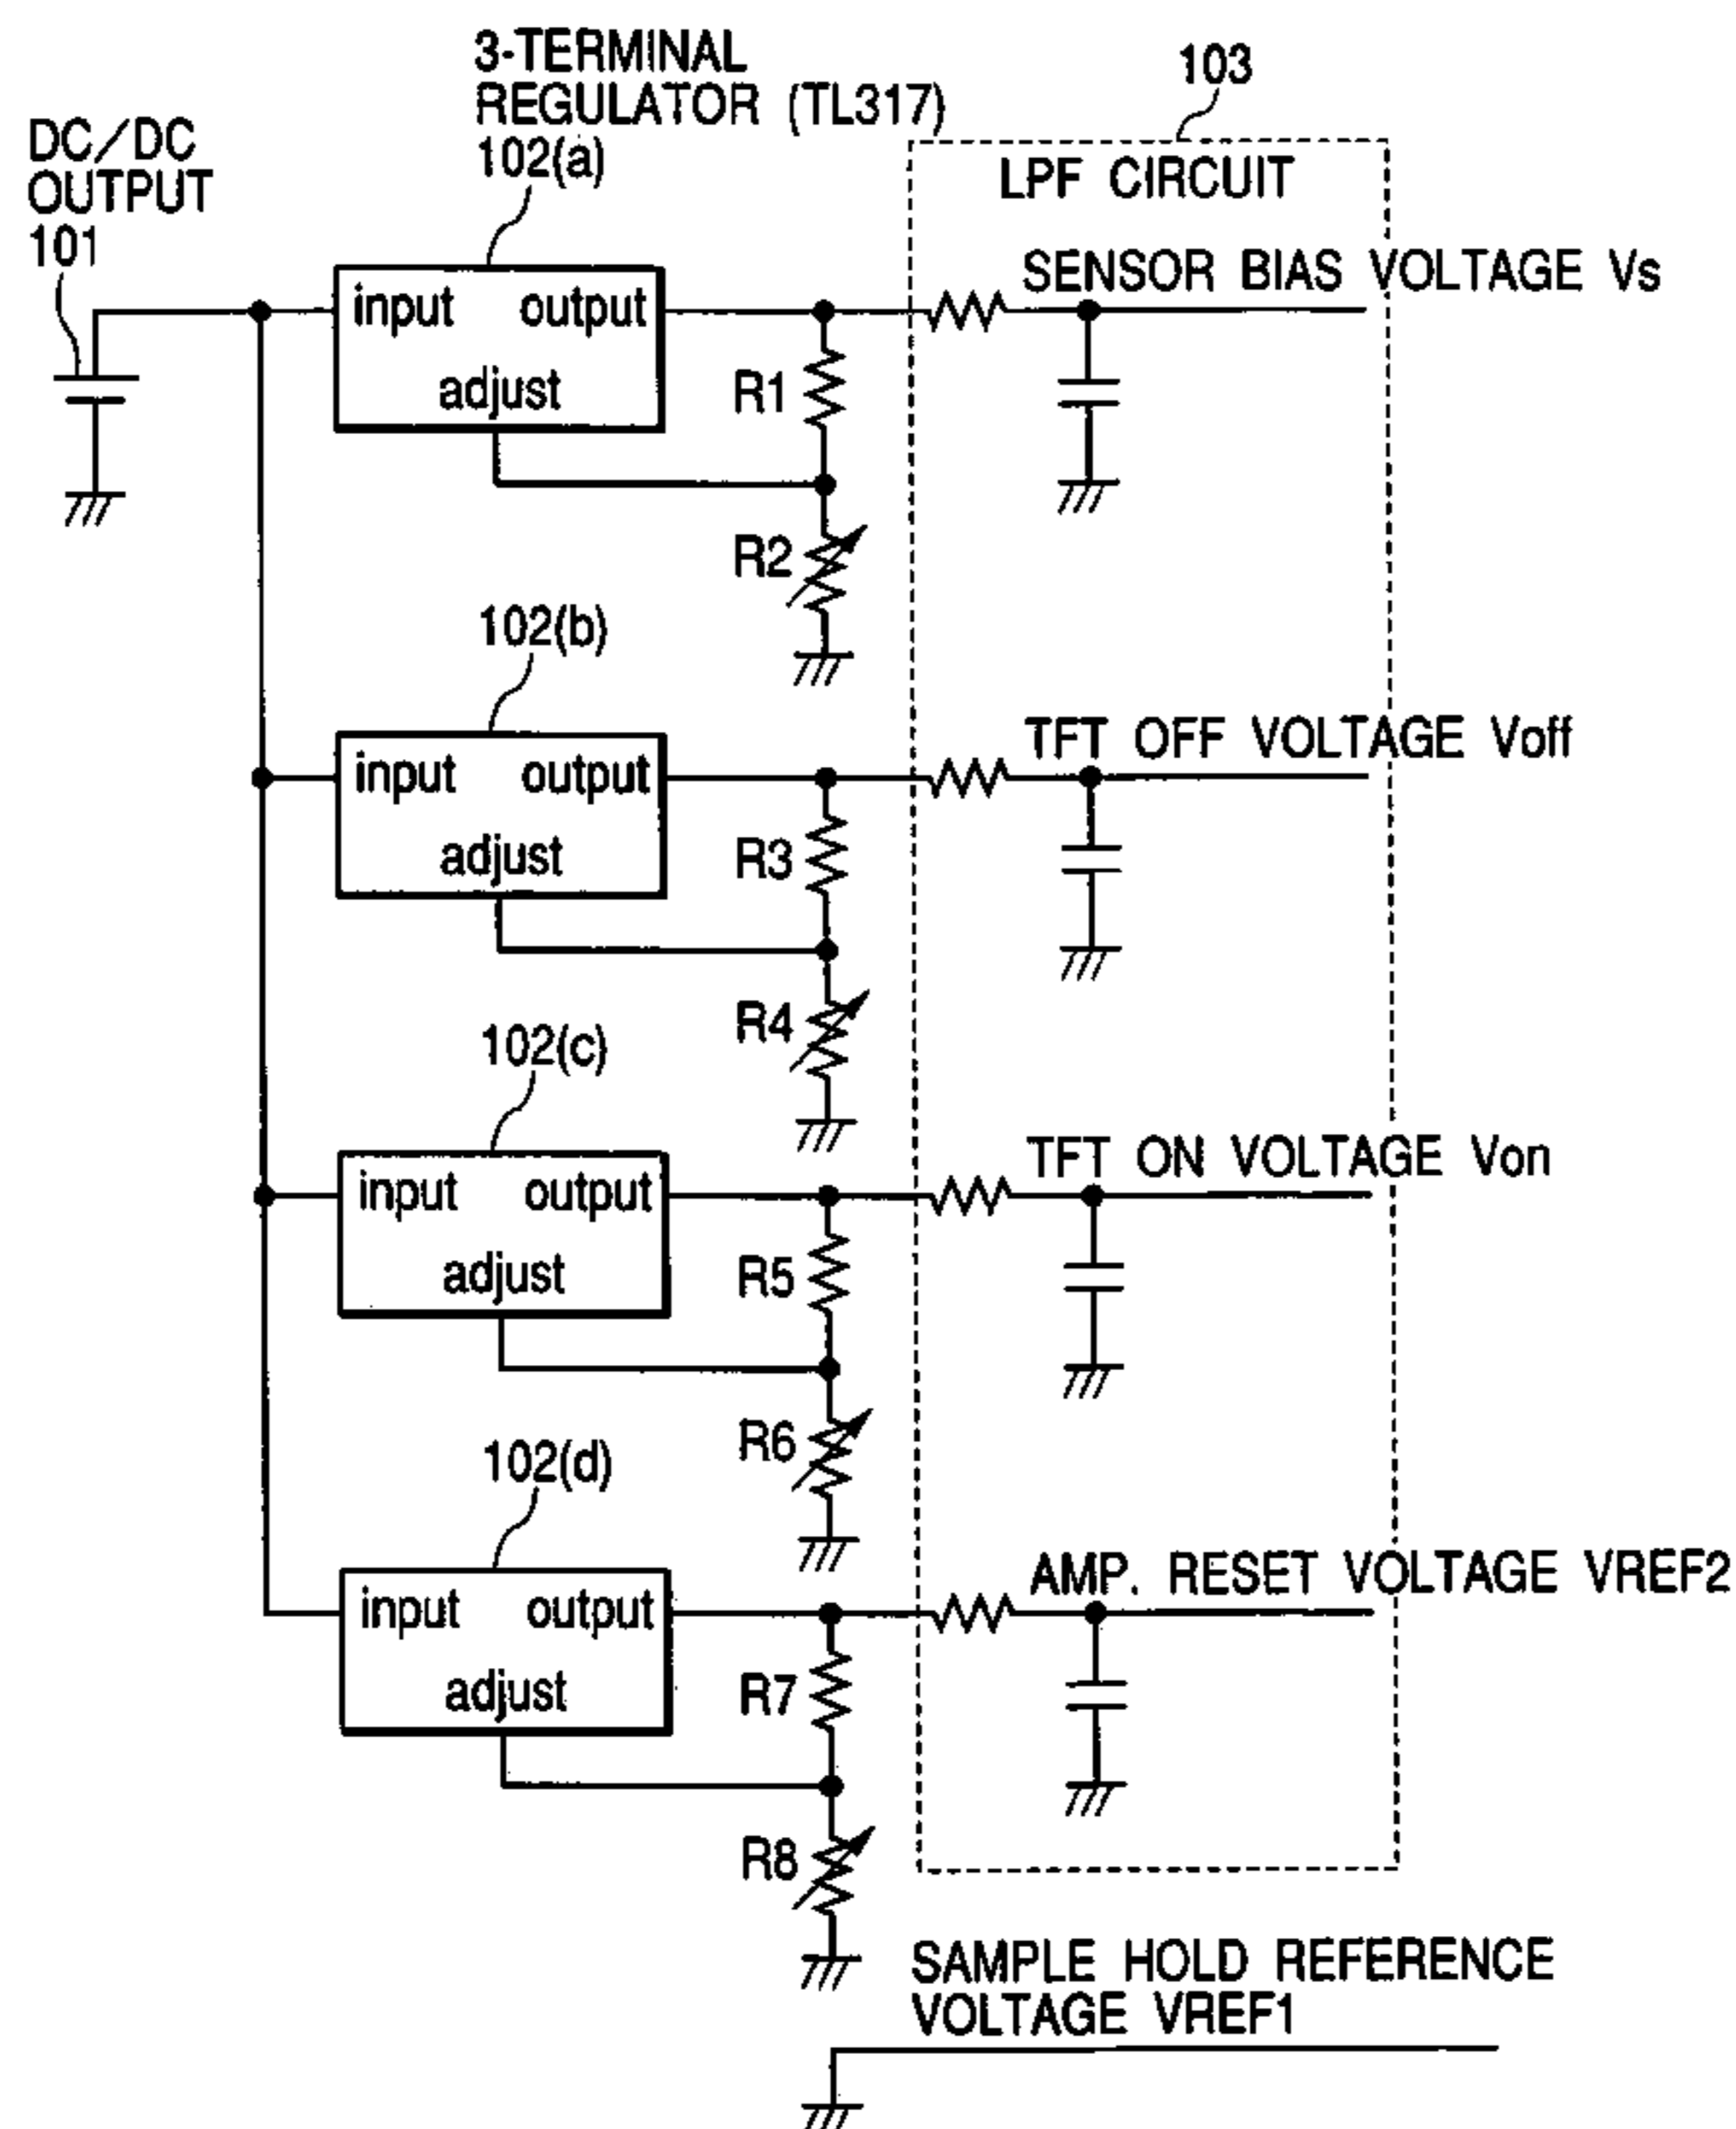 3-TERMINAL
REGULATOR (TL317)
102(a)
103
DC/DC
OUTPUT
101
LPF CIRCUIT
SENSOR BIAS VOLTAGE Vs
input output
adjust
R1
R2
102(b)
TFT OFF VOLTAGE Voff
input output
adjust
R3
R4
102(c)
TFT ON VOLTAGE Von
input output
adjust
R5
R6
102(d)
AMP. RESET VOLTAGE VREF2
input output
adjust
R7
R8
SAMPLE HOLD REFERENCE
VOLTAGE VREF1